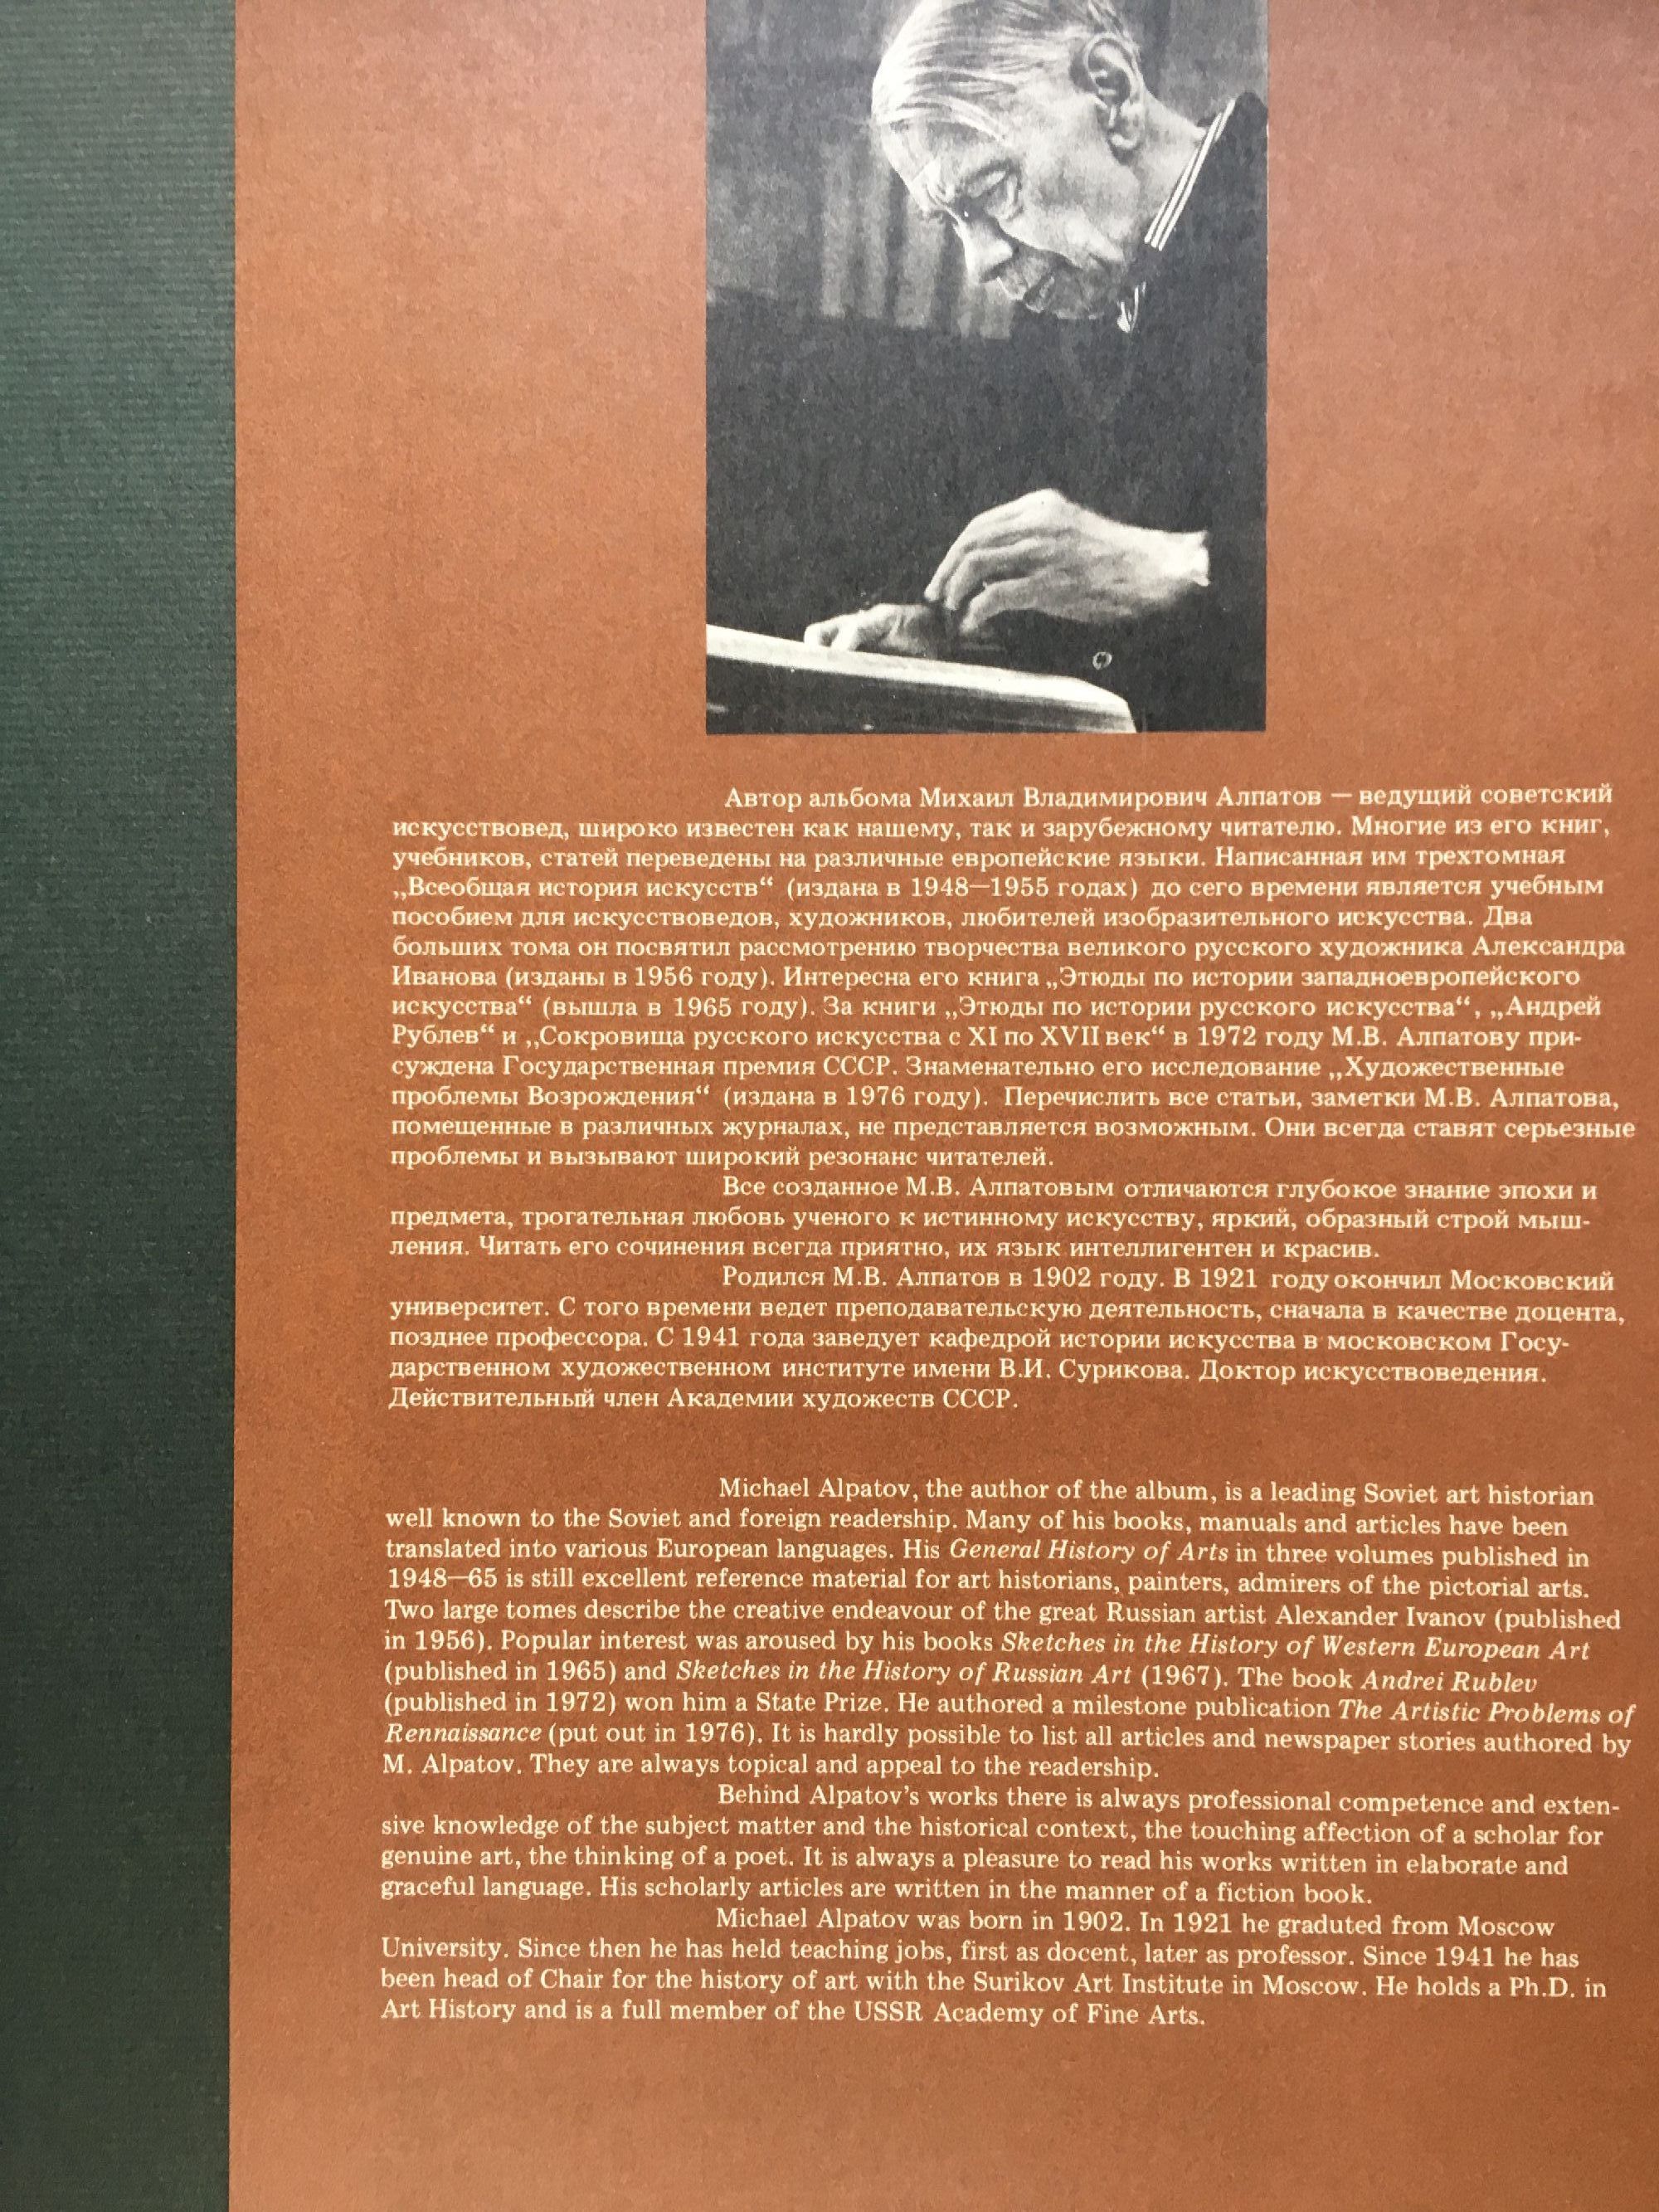 Автор альбома Михаил Владимирович Алпатов — ведущий советский
искусствовед, широко известен как нашему, так и зарубежному читателю. Многие из его книг,
учебников, статей переведены на различные европейские языки. Написанная им трехтомная
„Всеобщая история искусств“ (издана в 1948—1955 годах) до сего времени является учебным
пособием для искусствоведов, художников, любителей изобразительного искусства. Два
больших тома он посвятил рассмотрению творчества великого русского художника Александра
Иванова (изданы в 1956 году). Интересна его книга „Этюды по истории западноевропейского
искусства“ (вышла в 1965 году). За книги „Этюды по истории русского искусства“, „Андрей
Рублев“ и „Сокровища русского искусства с XI по XVII век“ в 1972 году М.В. Алпатову при-
суждена Государственная премия СССР. Знаменательно его исследование „Художественные
проблемы Возрождения“ (издана в 1976 году). Перечислить все статьи, заметки М.В. Алпатова,
помещенные в различных журналах, не представляется возможным. Они всегда ставят серьезные
проблемы и вызывают широкий резонанс читателей.
Все созданное М.В. Алпатовым отличаются глубокое знание эпохи и
предмета, трогательная любовь ученого к истинному искусству, яркий, образный строй мыш-
ления. Читать его сочинения всегда приятно, их язык интеллигентен и красив.
Родился М.В. Алпатов в 1902 году. В 1921 году окончил Московский
университет. С того времени ведет преподавательскую деятельность, сначала в качестве доцента,
позднее профессора. С 1941 года заведует кафедрой истории искусства в московском Госу-
дарственном художественном институте имени В.И. Сурикова. Доктор искусствоведения.
Действительный член Академии художеств СССР.
Michael Alpatov, the author of the album, is a leading Soviet art historian
well known to the Soviet and foreign readership. Many of his books, manuals and articles have been
translated into various European languages. His General History of Arts in three volumes published in
1948—65 is still excellent reference material for art historians, painters, admirers of the pictorial arts.
Two large tomes describe the creative endeavour of the great Russian artist Alexander Ivanov (published
in 1956). Popular interest was aroused by his books Sketches in the History of Western European Art
(published in 1965) and Sketches in the History of Russian Art (1967). The book Andrei Rublev
(published in 1972) won him a State Prize. He authored a milestone publication The Artistic Problems of
Rennaissance (put out in 1976). It is hardly possible to list all articles and newspaper stories authored by
M. Alpatov. They are always topical and appeal to the readership.
Behind Alpatov's works there is always professional competence and exten-
sive knowledge of the subject matter and the historical context, the touching affection of a scholar for
genuine art, the thinking of a poet. It is always a pleasure to read his works written in elaborate and
graceful language. His scholarly articles are written in the manner of a fiction book.
Michael Alpatov was born in 1902. In 1921 he graduted from Moscow
University. Since then he has held teaching jobs, first as docent, later as professor. Since 1941 he has
been head of Chair for the history of art with the Surikov Art Institute in Moscow. He holds a Ph.D. in
Art History and is a full member of the USSR Academy of Fine Arts.